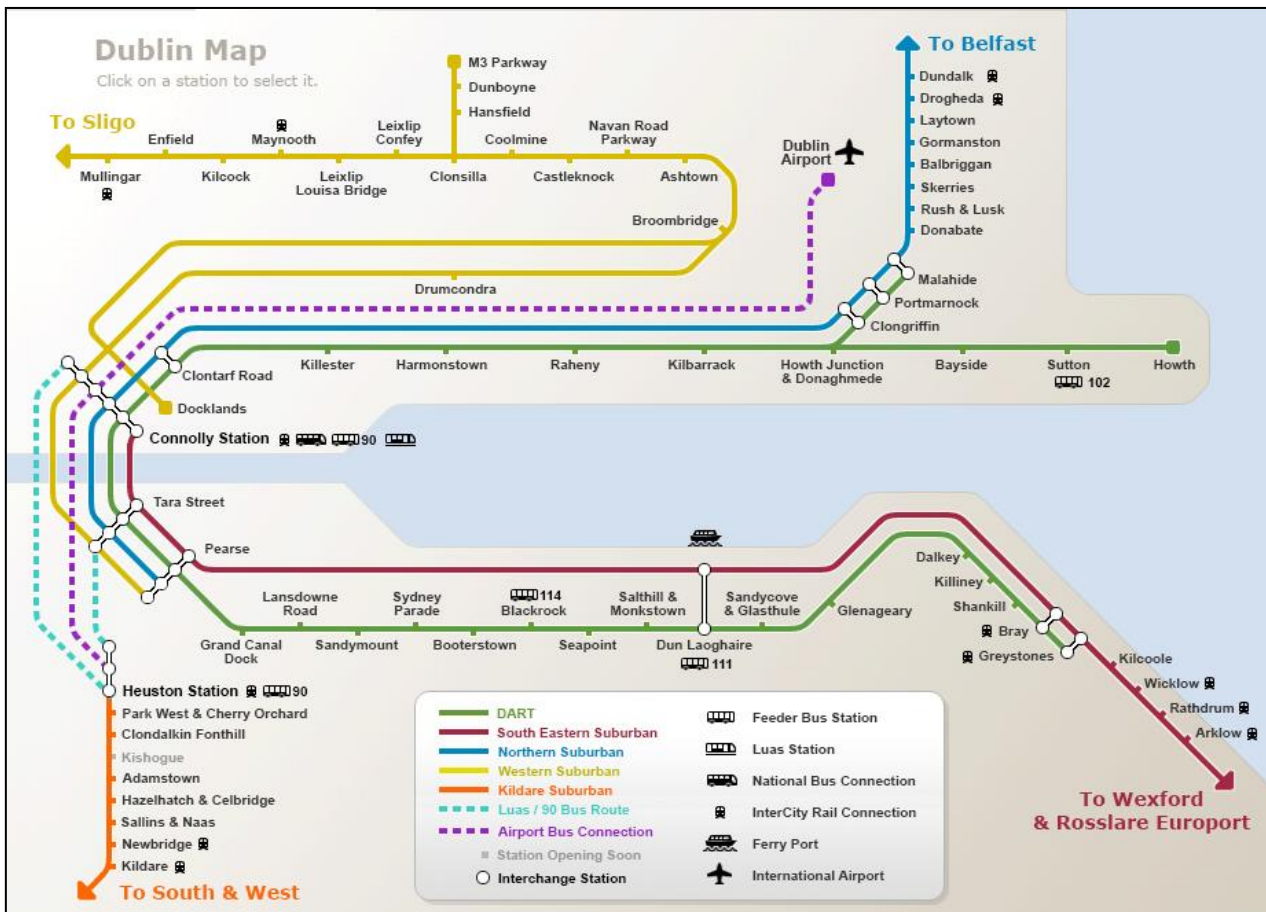 Dublin Map
Click on a station to select it.
To Belfast
M3 Parkway
Dunboyne
Hansfield
To Sligo
Enfield
Maynooth
Leixlip
Confey
Coolmine
Navan Road
Parkway
Mullingar
Kilcock
Leixlip
Louisa Bridge
Clonsilla
Castleknock
Ashtown
Broombridge
Drumcondra
Dublin
Airport
Dundalk
Drogheda
Laytown
Gormanston
Balbriggan
Skerries
Rush & Lusk
Donabate
Malahide
Portmarnock
Clongriffin
Clontarf Road
Killester
Harmonstown
Raheny
Kilbarrack
Howth Junction
& Donaghmede
Bayside
Sutton
102
Howth
Docklands
Connolly Station
90
Tara Street
Pearse
Lansdowne
Road
Sydney
Parade
114
Blackrock
Salthill &
Monkstown
Sandycove
& Glasthule
Glenageary
Grand Canal
Dock
Sandymount
Booterstown
Seapoint
Dun Laoghaire
111
Dalkey
Killiney
Shankill
Bray
Greystones
Kilcoole
Wicklow
Rathdrum
Arklow
To Wexford
& Rosslare Europort
Heuston Station
90
Park West & Cherry Orchard
Clondalkin Fonthill
Kishogue
Adamstown
Hazelhatch & Celbridge
Sallins & Naas
Newbridge
Kildare
To South & West
DART
South Eastern Suburban
Northern Suburban
Western Suburban
Kildare Suburban
Luas / 90 Bus Route
Airport Bus Connection
Station Opening Soon
Interchange Station
Feeder Bus Station
Luas Station
National Bus Connection
InterCity Rail Connection
Ferry Port
International Airport